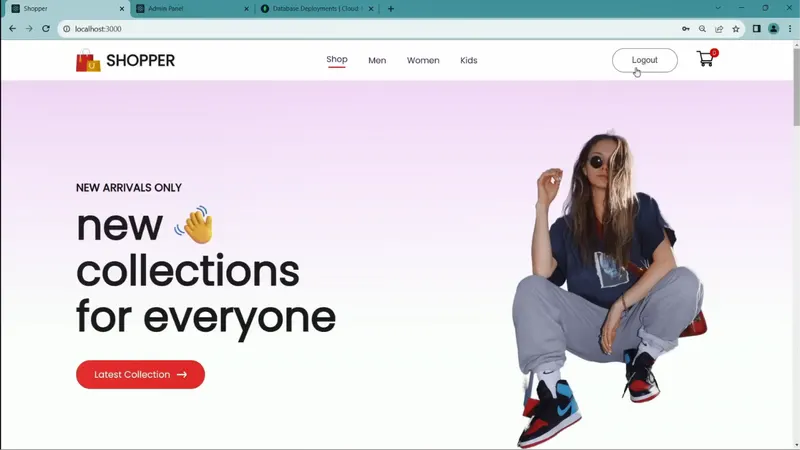 Shopper
Admin Panel
Database Deployments | Cloud
localhost:3000
SHOPPER
Shop
Men
Women
Kids
Logout
0
NEW ARRIVALS ONLY
new
collections
for everyone
Latest Collection